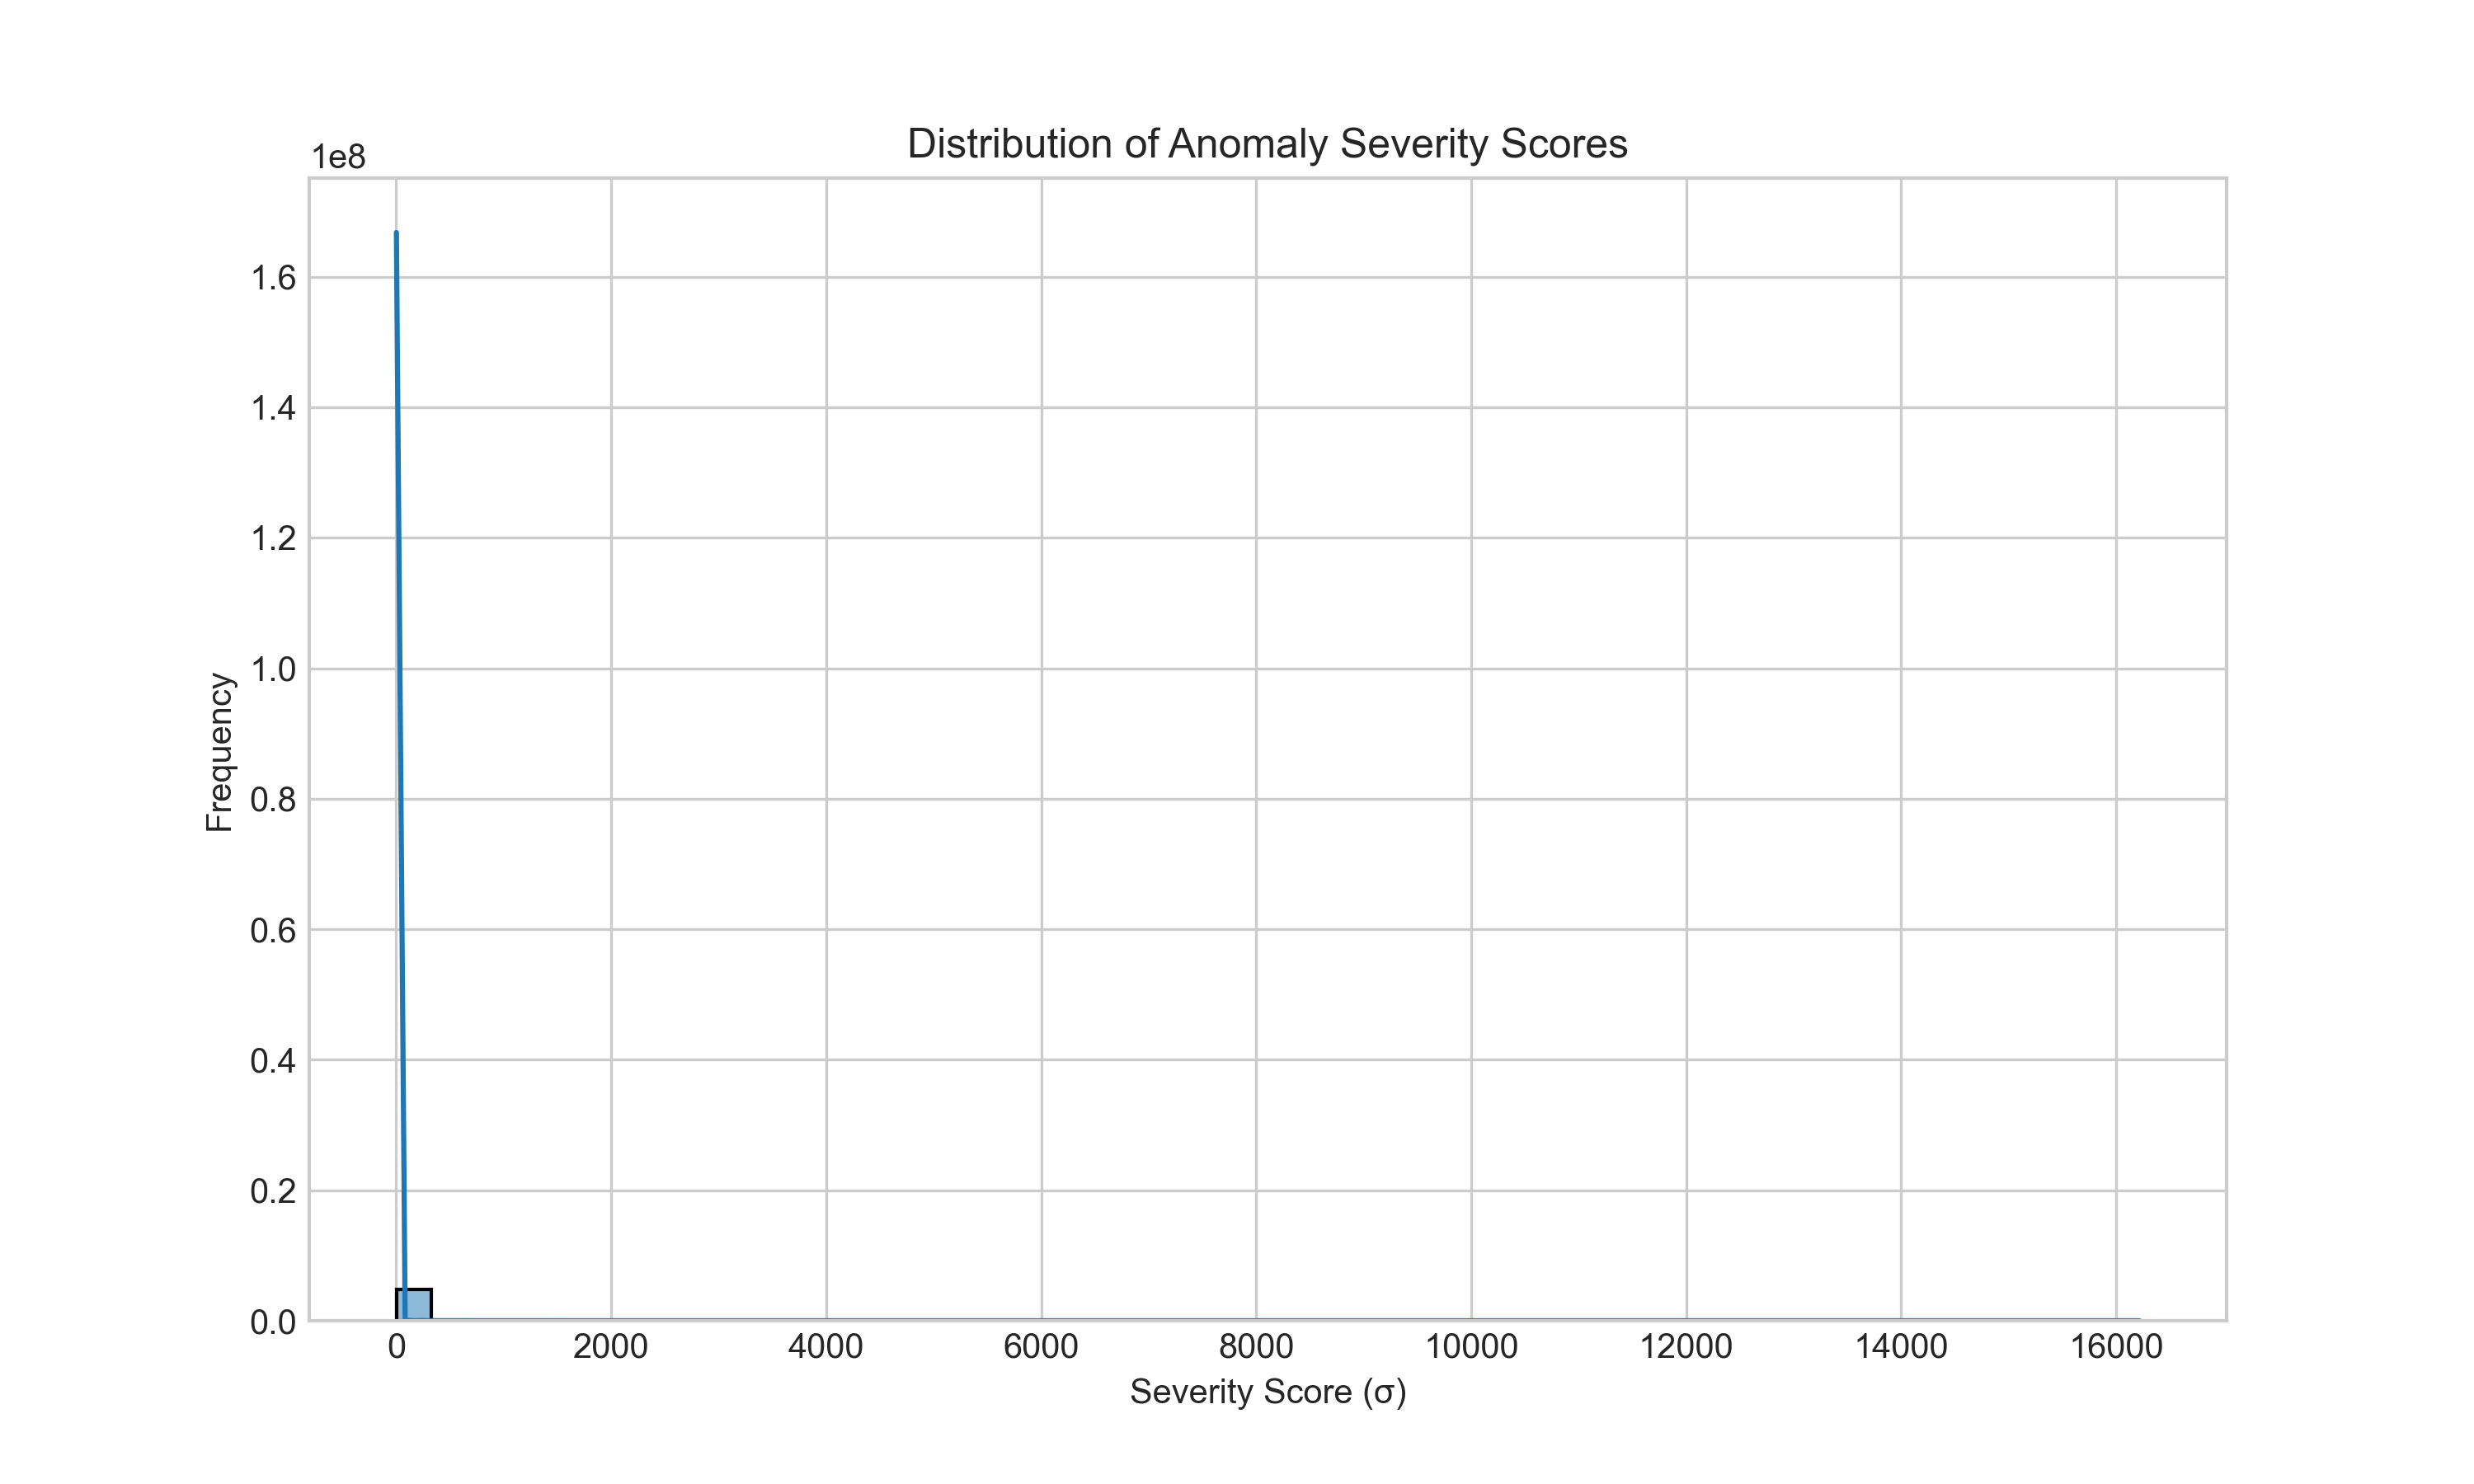 Distribution of Anomaly Severity Scores
1e8
1.6
1.4
1.2
1.0
0.8
0.6
0.4
0.2
0.0
Frequency
0 2000 4000 6000 8000 10000 12000 14000 16000
Severity Score (σ)